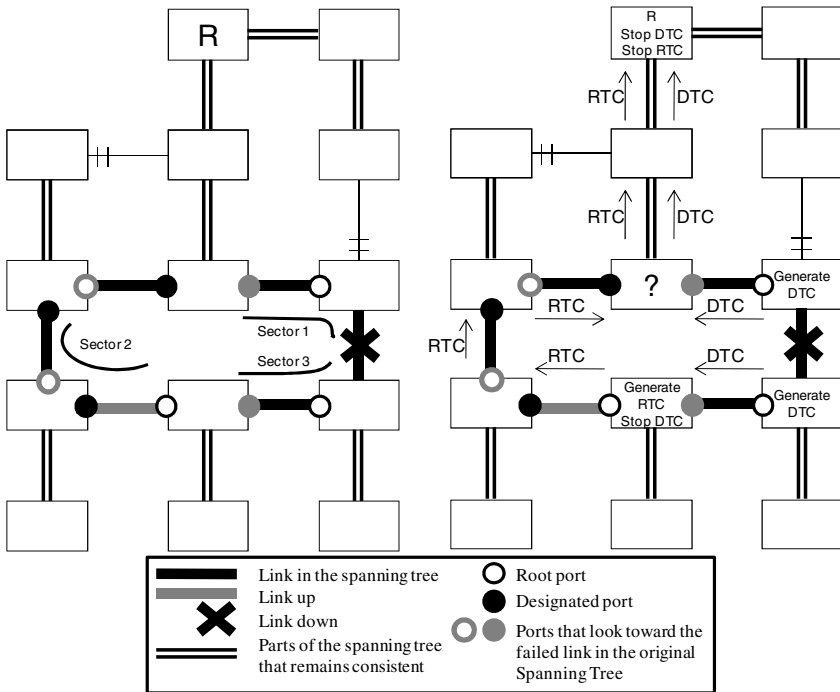 R
Sector 1
Sector 2
Sector 3
R
Stop DTC
Stop RTC
RTC
DTC
RTC
DTC
?
Generate
DTC
RTC
DTC
RTC
RTC
DTC
Generate
RTC
Stop DTC
Generate
DTC
Link in the spanning tree
Link up
Link down
Parts of the spanning tree
that remains consistent
Root port
Designated port
Ports that look toward the
failed link in the original
Spanning Tree